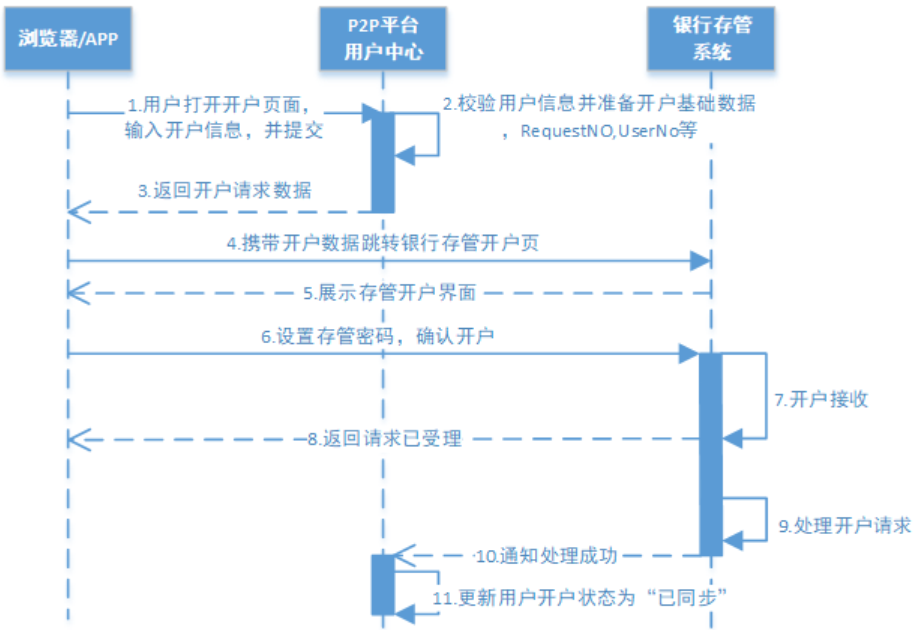 浏览器/APP
P2P平台
用户中心
银行存管
系统
1.用户打开开户页面，
输入开户信息，并提交
2.校验用户信息并准备开户基础数据
，RequestNO,UserNo等
3.返回开户请求数据
4.携带开户数据跳转银行存管开户页
5.展示存管开户界面
6.设置存管密码，确认开户
7.开户接收
8.返回请求已受理
9.处理开户请求
10.通知处理成功
11.更新用户开户状态为“已同步”